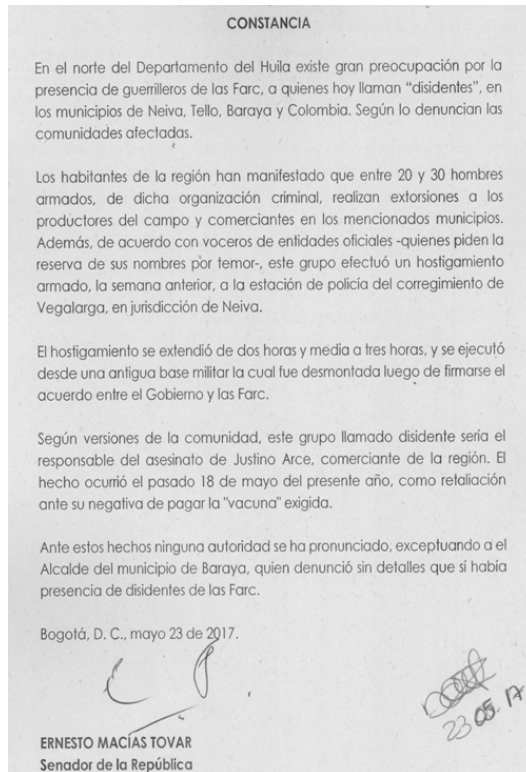 CONSTANCIA
En el norte del Departamento del Huila existe gran preocupación por la
presencia de guerrilleros de las Farc, a quienes hoy llaman “disidentes”, en
los municipios de Neiva, Tello, Baraya y Colombia. Según lo denuncian las
comunidades afectadas.
Los habitantes de la región han manifestado que entre 20 y 30 hombres
armados, de dicha organización criminal, realizan extorsiones a los
productores del campo y comerciantes en los mencionados municipios.
Además, de acuerdo con voceros de entidades oficiales -quienes piden la
reserva de sus nombres por temor-, este grupo efectuó un hostigamiento
armado, la semana anterior, a la estación de policía del corregimiento de
Vegalarga, en jurisdicción de Neiva.
El hostigamiento se extendió de dos horas y media a tres horas, y se ejecutó
desde una antigua base militar la cual fue desmontada luego de firmarse el
acuerdo entre el Gobierno y las Farc.
Según versiones de la comunidad, este grupo llamado disidente sería el
responsable del asesinato de Justino Arce, comerciante de la región. El
hecho ocurrió el pasado 18 de mayo del presente año, como retaliación
ante su negativa de pagar la "vacuna" exigida.
Ante estos hechos ninguna autoridad se ha pronunciado, exceptuando a el
Alcalde del municipio de Baraya, quien denunció sin detalles que si había
presencia de disidentes de las Farc.
Bogotá, D. C., mayo 23 de 2017.
23 05 17
ERNESTO MACÍAS TOVAR
Senador de la República